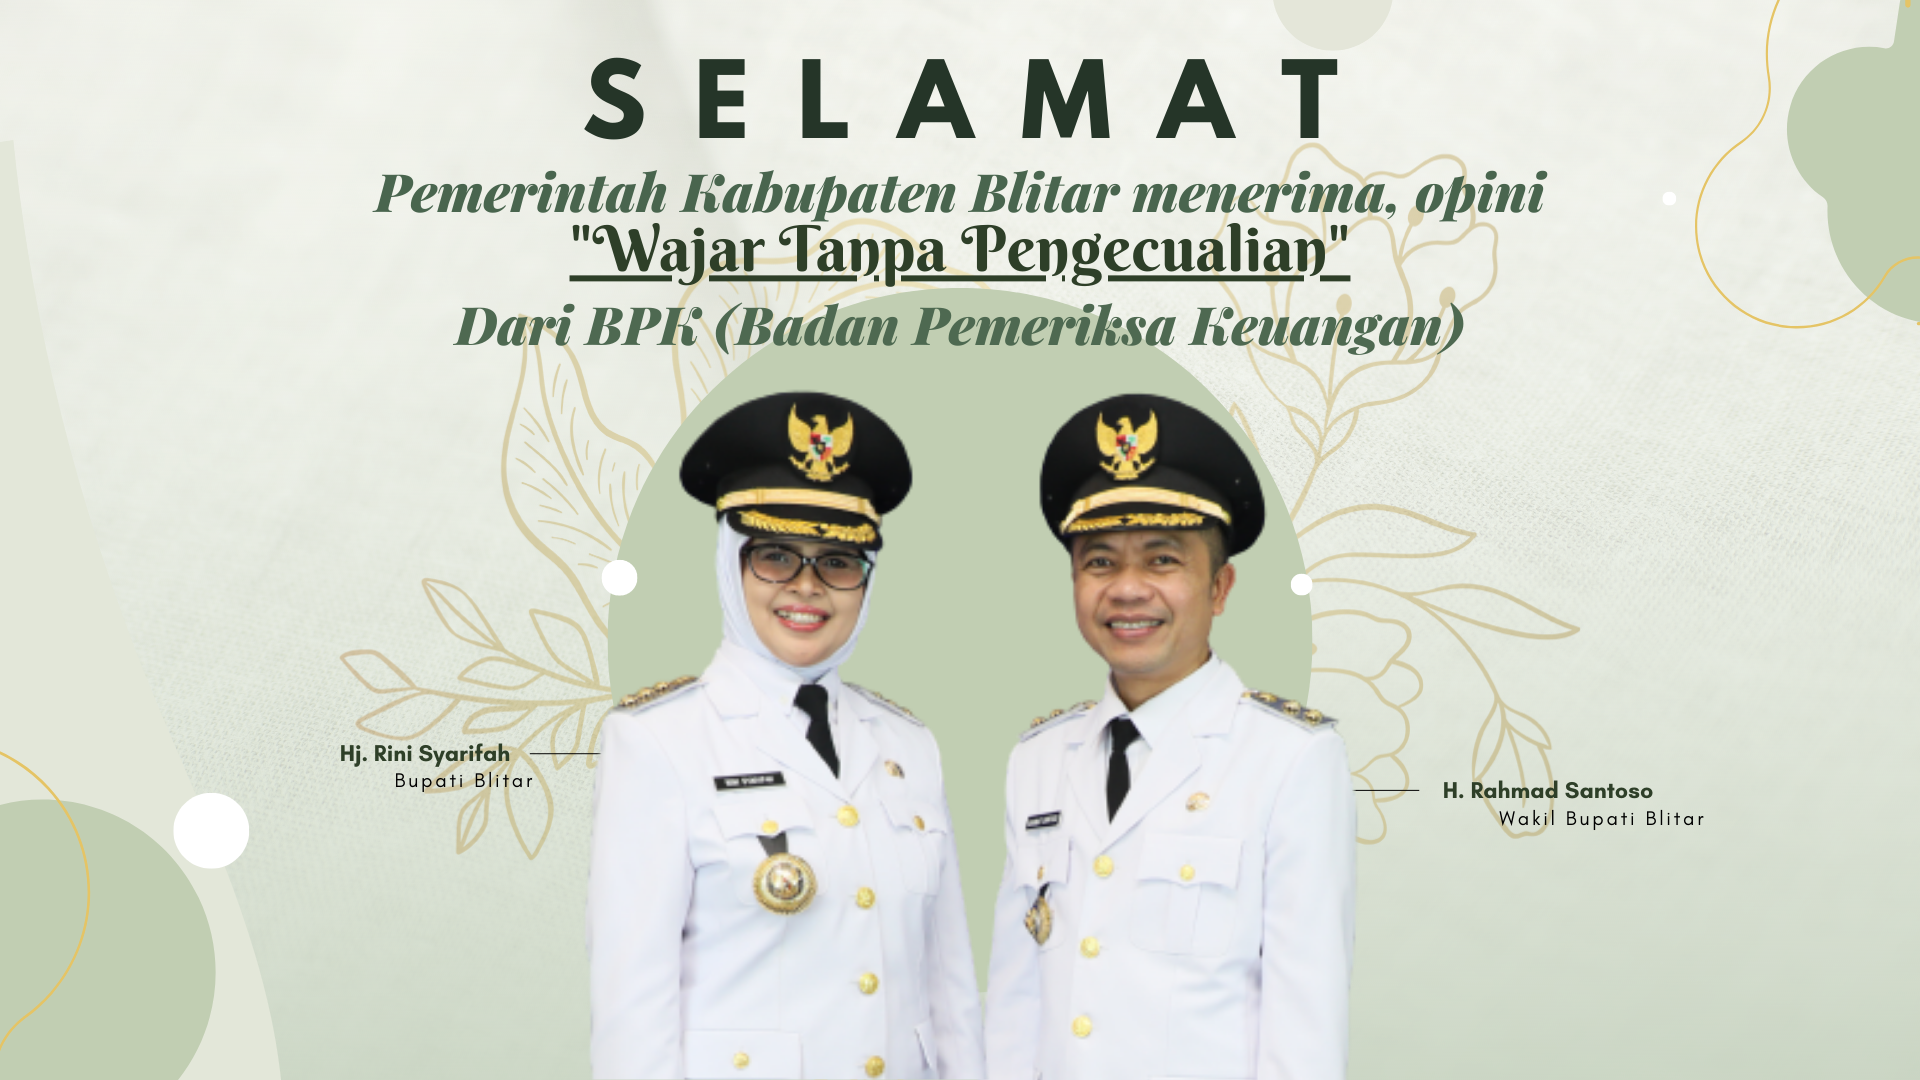 SELAMAT
Pemerintah Kabupaten Blitar menerima, opini
"Wajar Tanpa Pengecualian"
Dari BPK (Badan Pemeriksa Keuangan)
Hj. Rini Syarifah
Bupati Blitar
H. Rahmad Santoso
Wakil Bupati Blitar